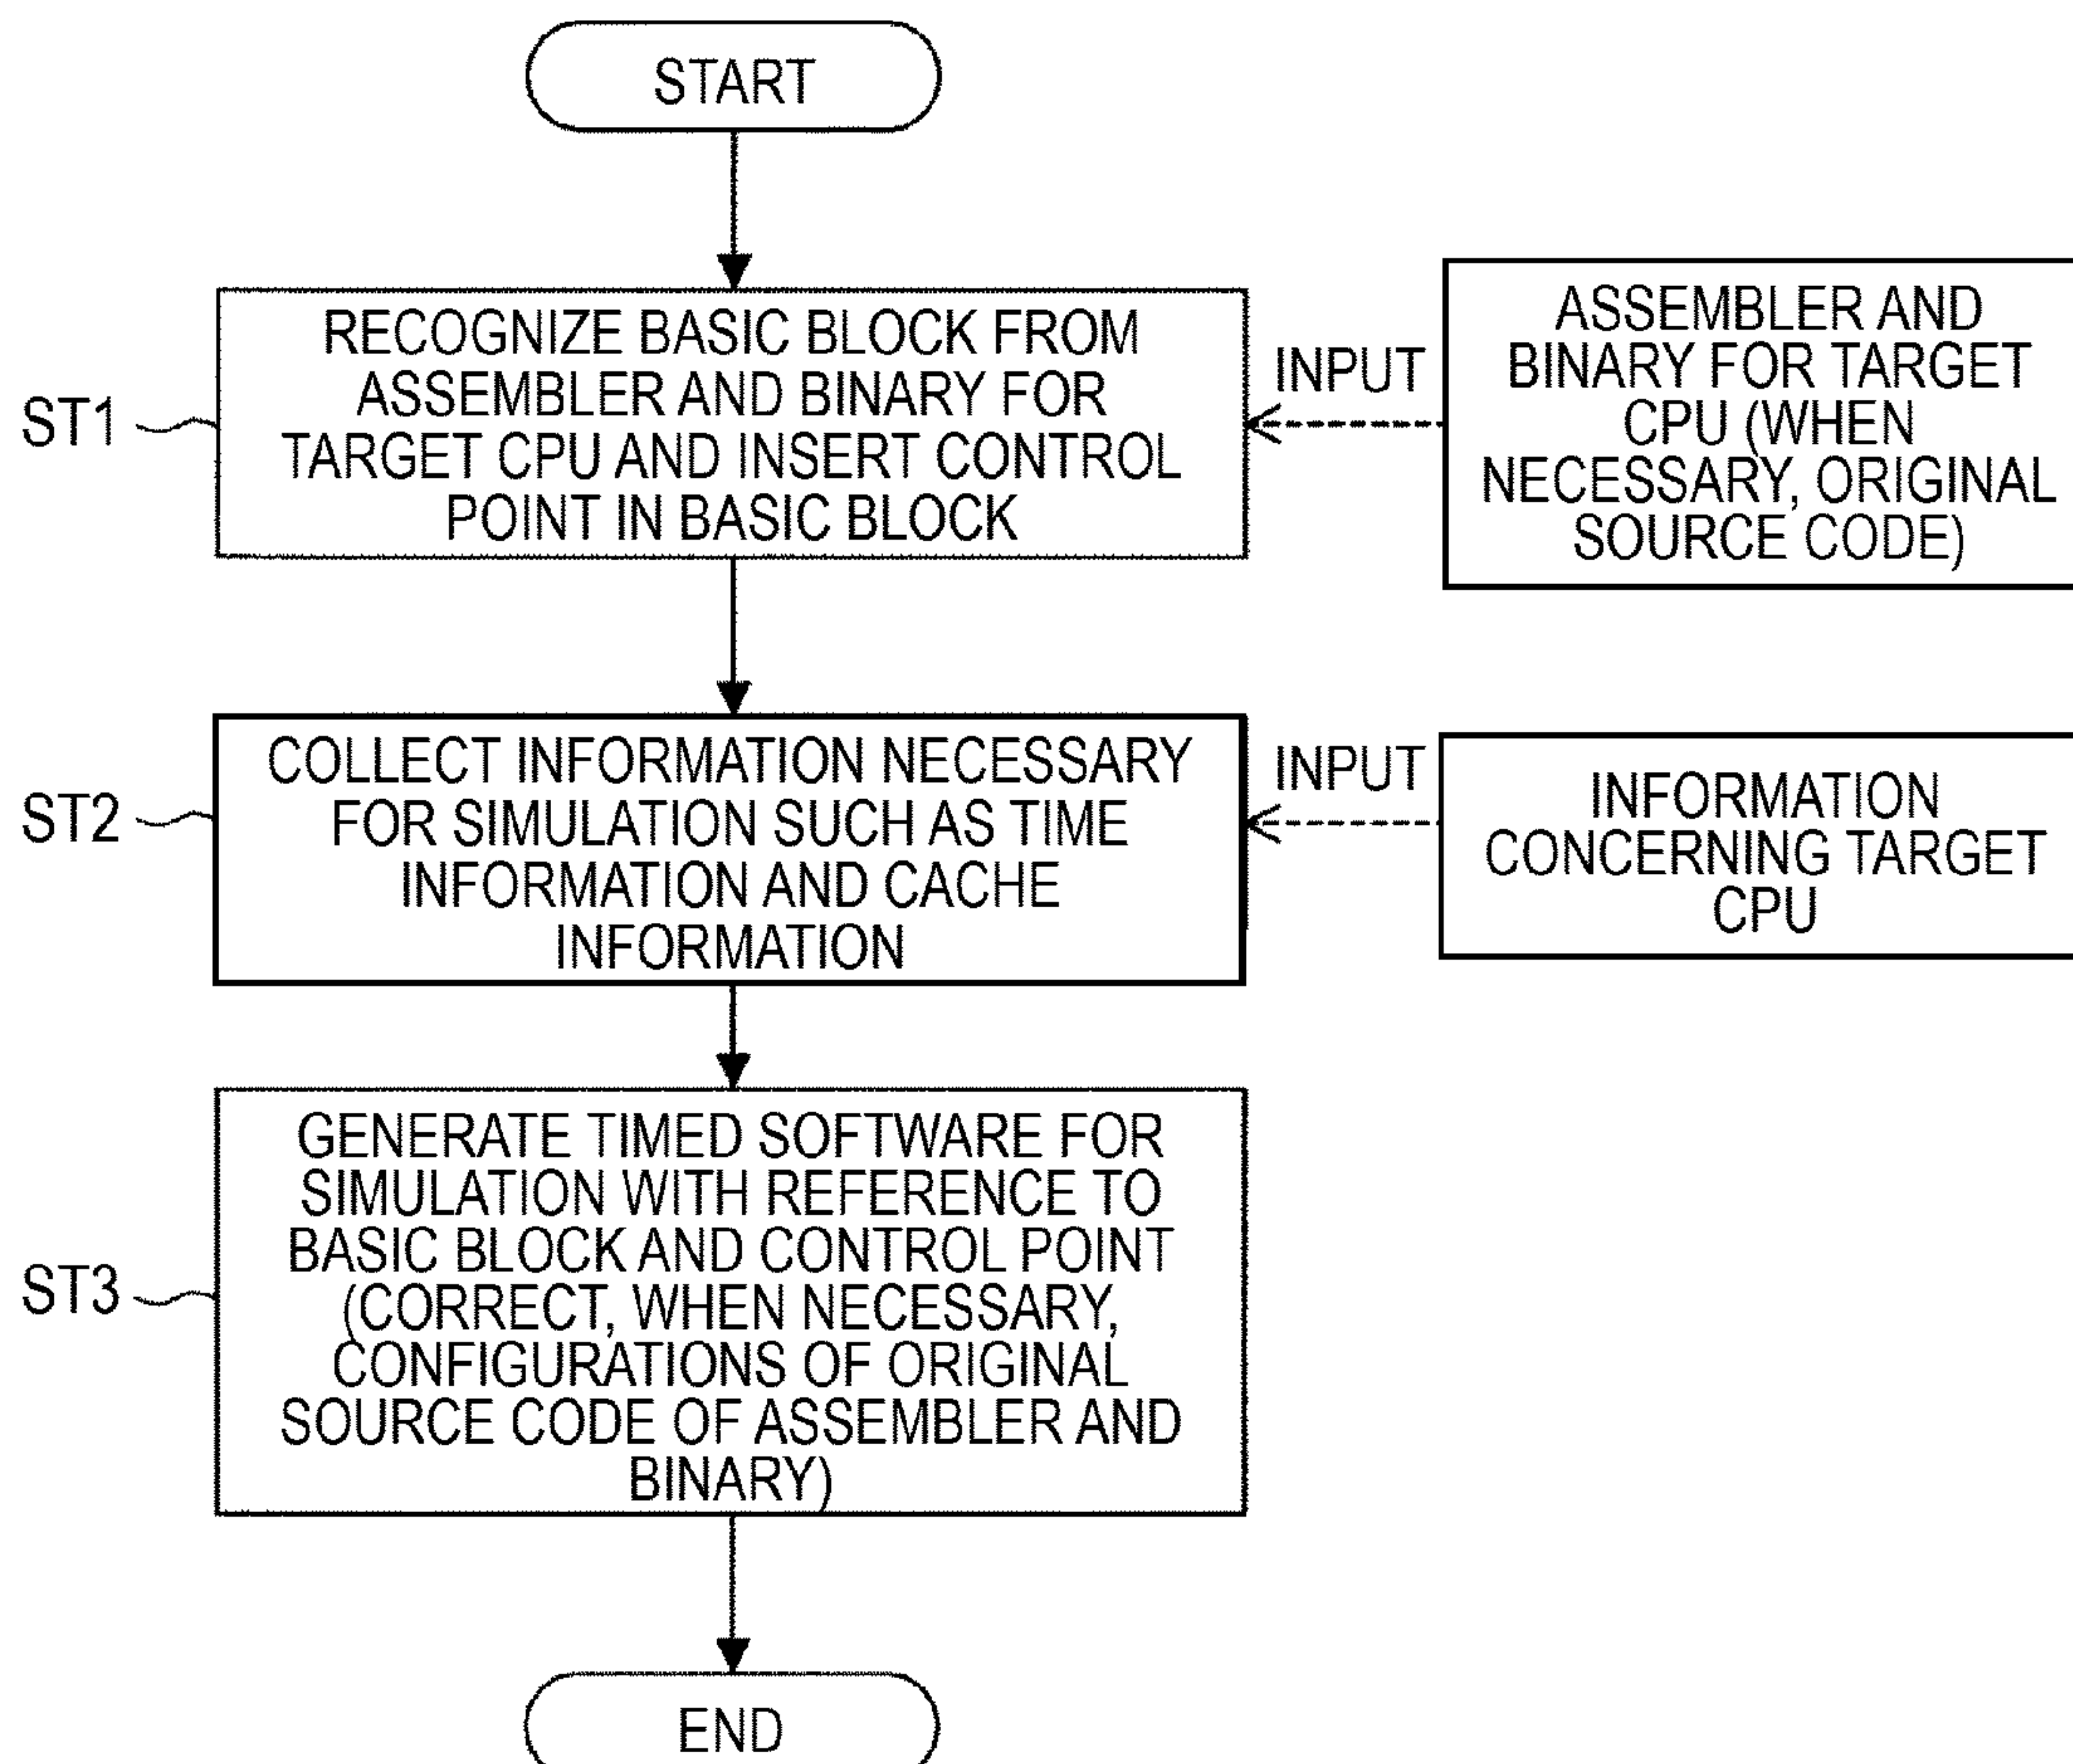 START
RECOGNIZE BASIC BLOCK FROM
ASSEMBLER AND BINARY FOR
TARGET CPU AND INSERT CONTROL
POINT IN BASIC BLOCK
ST1
INPUT
ASSEMBLER AND
BINARY FOR TARGET
CPU (WHEN
NECESSARY, ORIGINAL
SOURCE CODE)
COLLECT INFORMATION NECESSARY
FOR SIMULATION SUCH AS TIME
INFORMATION AND CACHE
INFORMATION
ST2
INPUT
INFORMATION
CONCERNING TARGET
CPU
GENERATE TIMED SOFTWARE FOR
SIMULATION WITH REFERENCE TO
BASIC BLOCK AND CONTROL POINT
(CORRECT, WHEN NECESSARY,
CONFIGURATIONS OF ORIGINAL
SOURCE CODE OF ASSEMBLER AND
BINARY)
ST3
END